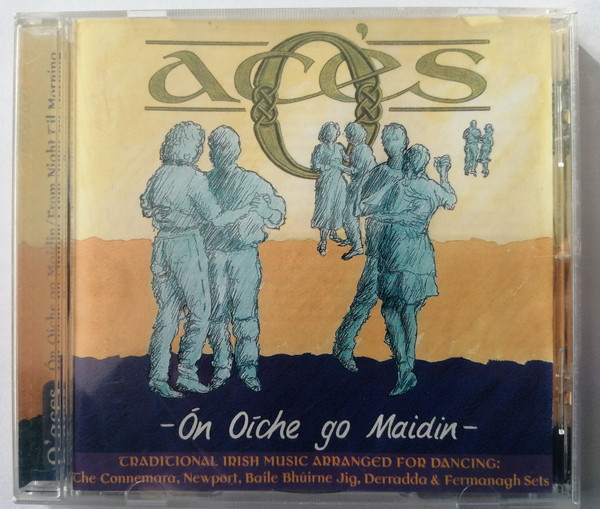 O'aces
-Ón Oíche go Maidin-
TRADITIONAL IRISH MUSIC ARRANGED FOR DANCING:
The Connemara, Newport, Baile Bhúirne Jig, Derradda & Fermanagh Sets
O'aces Ón Oíche go Maidin/From Night 'til Morning